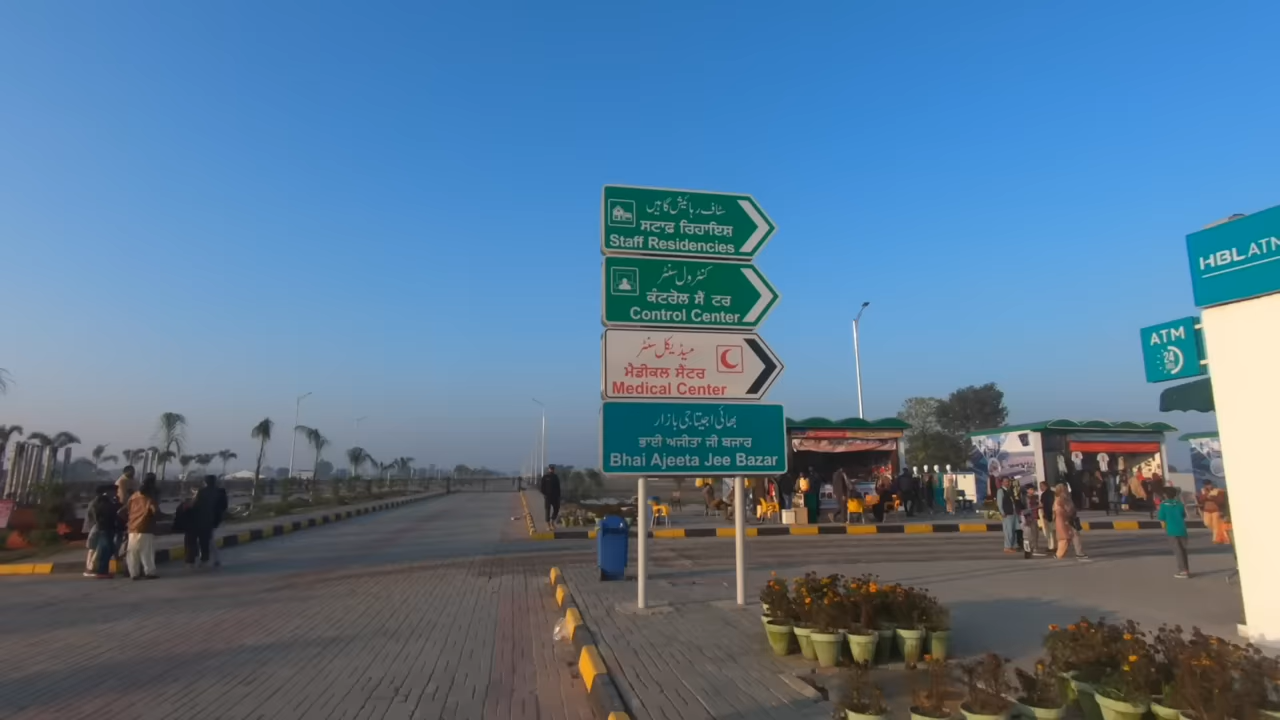 سٹاف رہائیش گاہیں
ਸਟਾਫ਼ ਰਿਹਾਇਸ਼
Staff Residencies
کنٹرول سنٹر
ਕੰਟਰੋਲ ਸੈਂ ਟਰ
Control Center
میڈیکل سنٹر
ਮੈਡੀਕਲ ਸੈਂਟਰ
Medical Center
بھائی اجیتا جی بازار
ਭਾਈ ਅਜੀਤਾ ਜੀ ਬਜਾਰ
Bhai Ajeeta Jee Bazar
HBL ATM
ATM
24